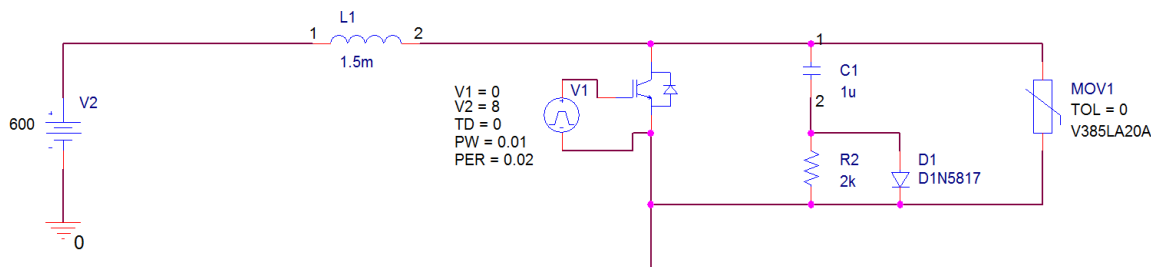 L1
1 2
1.5m
V2
600
0
V1 = 0
V2 = 8
TD = 0
PW = 0.01
PER = 0.02
V1
1
C1
1u
2
R2
2k
D1
D1N5817
MOV1
TOL = 0
V385LA20A